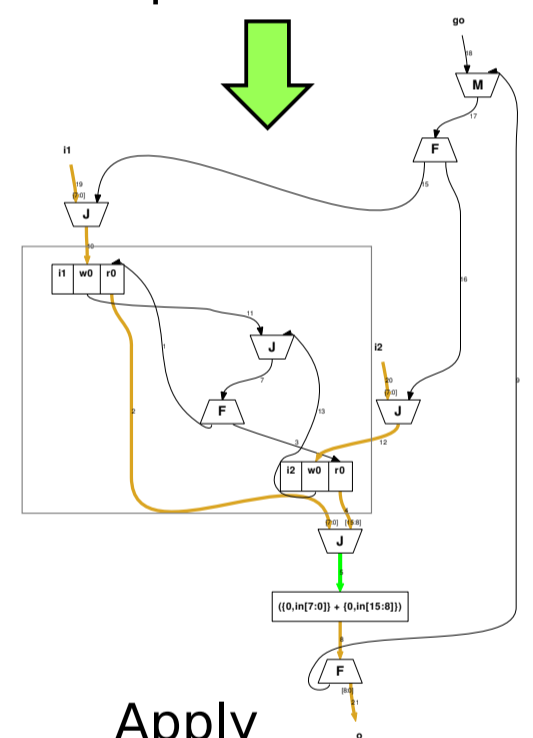 go
18
M
17
F
i1
15
19
[7:0]
J
10
16
i1 w0 r0
11
J
i2
1
7
20
9
[7:0]
F
J
2
13
3
12
i2 w0 r0
4
[7:0] [15:8]
J
5
({0,in[7:0]} + {0,in[15:8]})
8
F
[8:0]
21
Apply